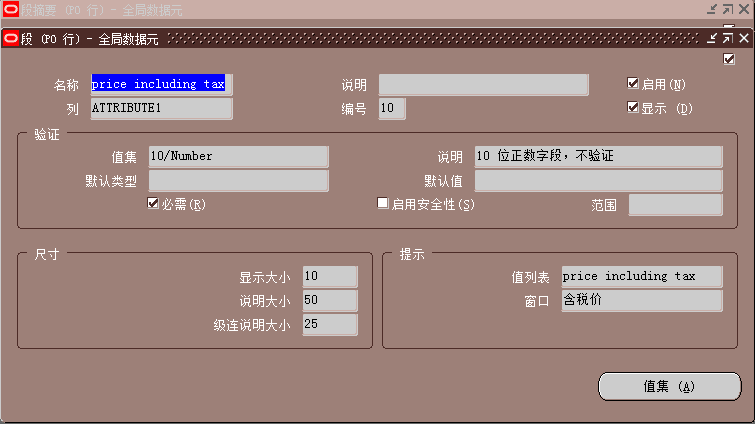 段摘要 (PO 行) - 全局数据元
段 (PO 行) - 全局数据元
名称 price including tax 说明 启用(N)
列 ATTRIBUTE1 编号 10 显示 (D)
验证
值集 10/Number 说明 10 位正数字段，不验证
默认类型 默认值
必需(R) 启用安全性(S) 范围
尺寸 提示
显示大小 10 值列表 price including tax
说明大小 50 窗口 含税价
级连说明大小 25
值集 (A)